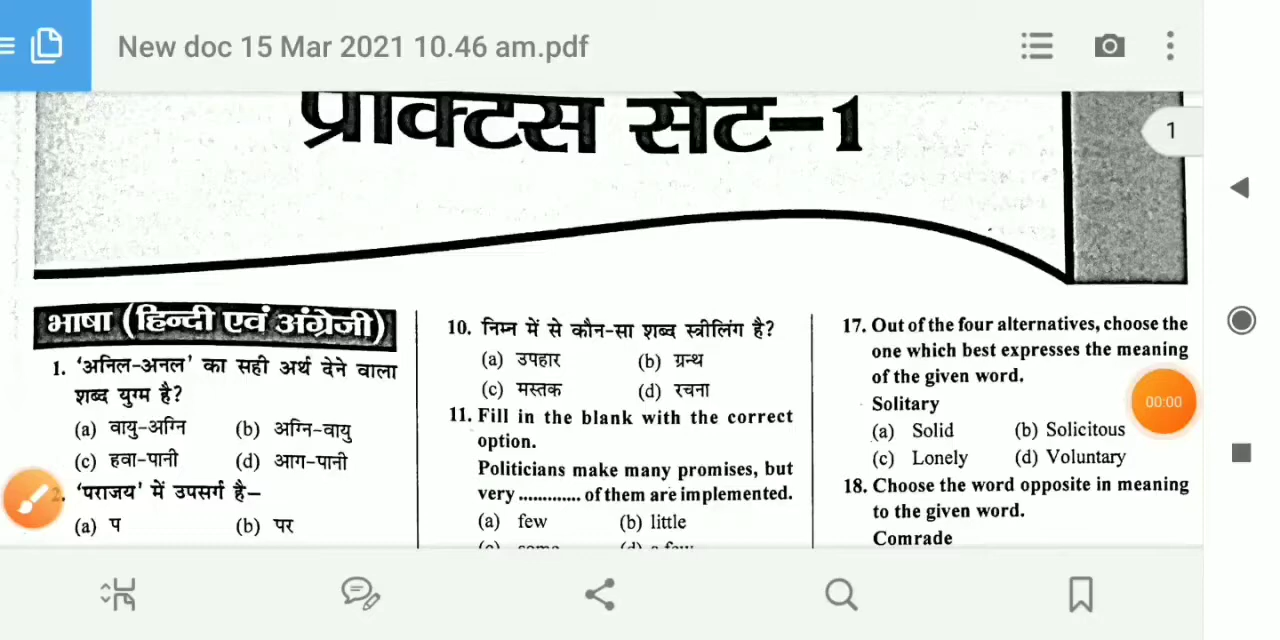 New doc 15 Mar 2021 10.46 am.pdf
प्रैक्टिस सेट-1
1
भाषा (हिन्दी एवं अंग्रेजी)
1. 'अनिल-अनल' का सही अर्थ देने वाला
शब्द युग्म है?
(a) वायु-अग्नि (b) अग्नि-वायु
(c) हवा-पानी (d) आग-पानी
2. 'पराजय' में उपसर्ग है–
(a) प (b) पर
10. निम्न में से कौन-सा शब्द स्त्रीलिंग है?
(a) उपहार (b) ग्रन्थ
(c) मस्तक (d) रचना
11. Fill in the blank with the correct
option.
Politicians make many promises, but
very ............. of them are implemented.
(a) few (b) little
(c) some (d) a few
17. Out of the four alternatives, choose the
one which best expresses the meaning
of the given word.
Solitary
(a) Solid (b) Solicitous
(c) Lonely (d) Voluntary
18. Choose the word opposite in meaning
to the given word.
Comrade
00:00